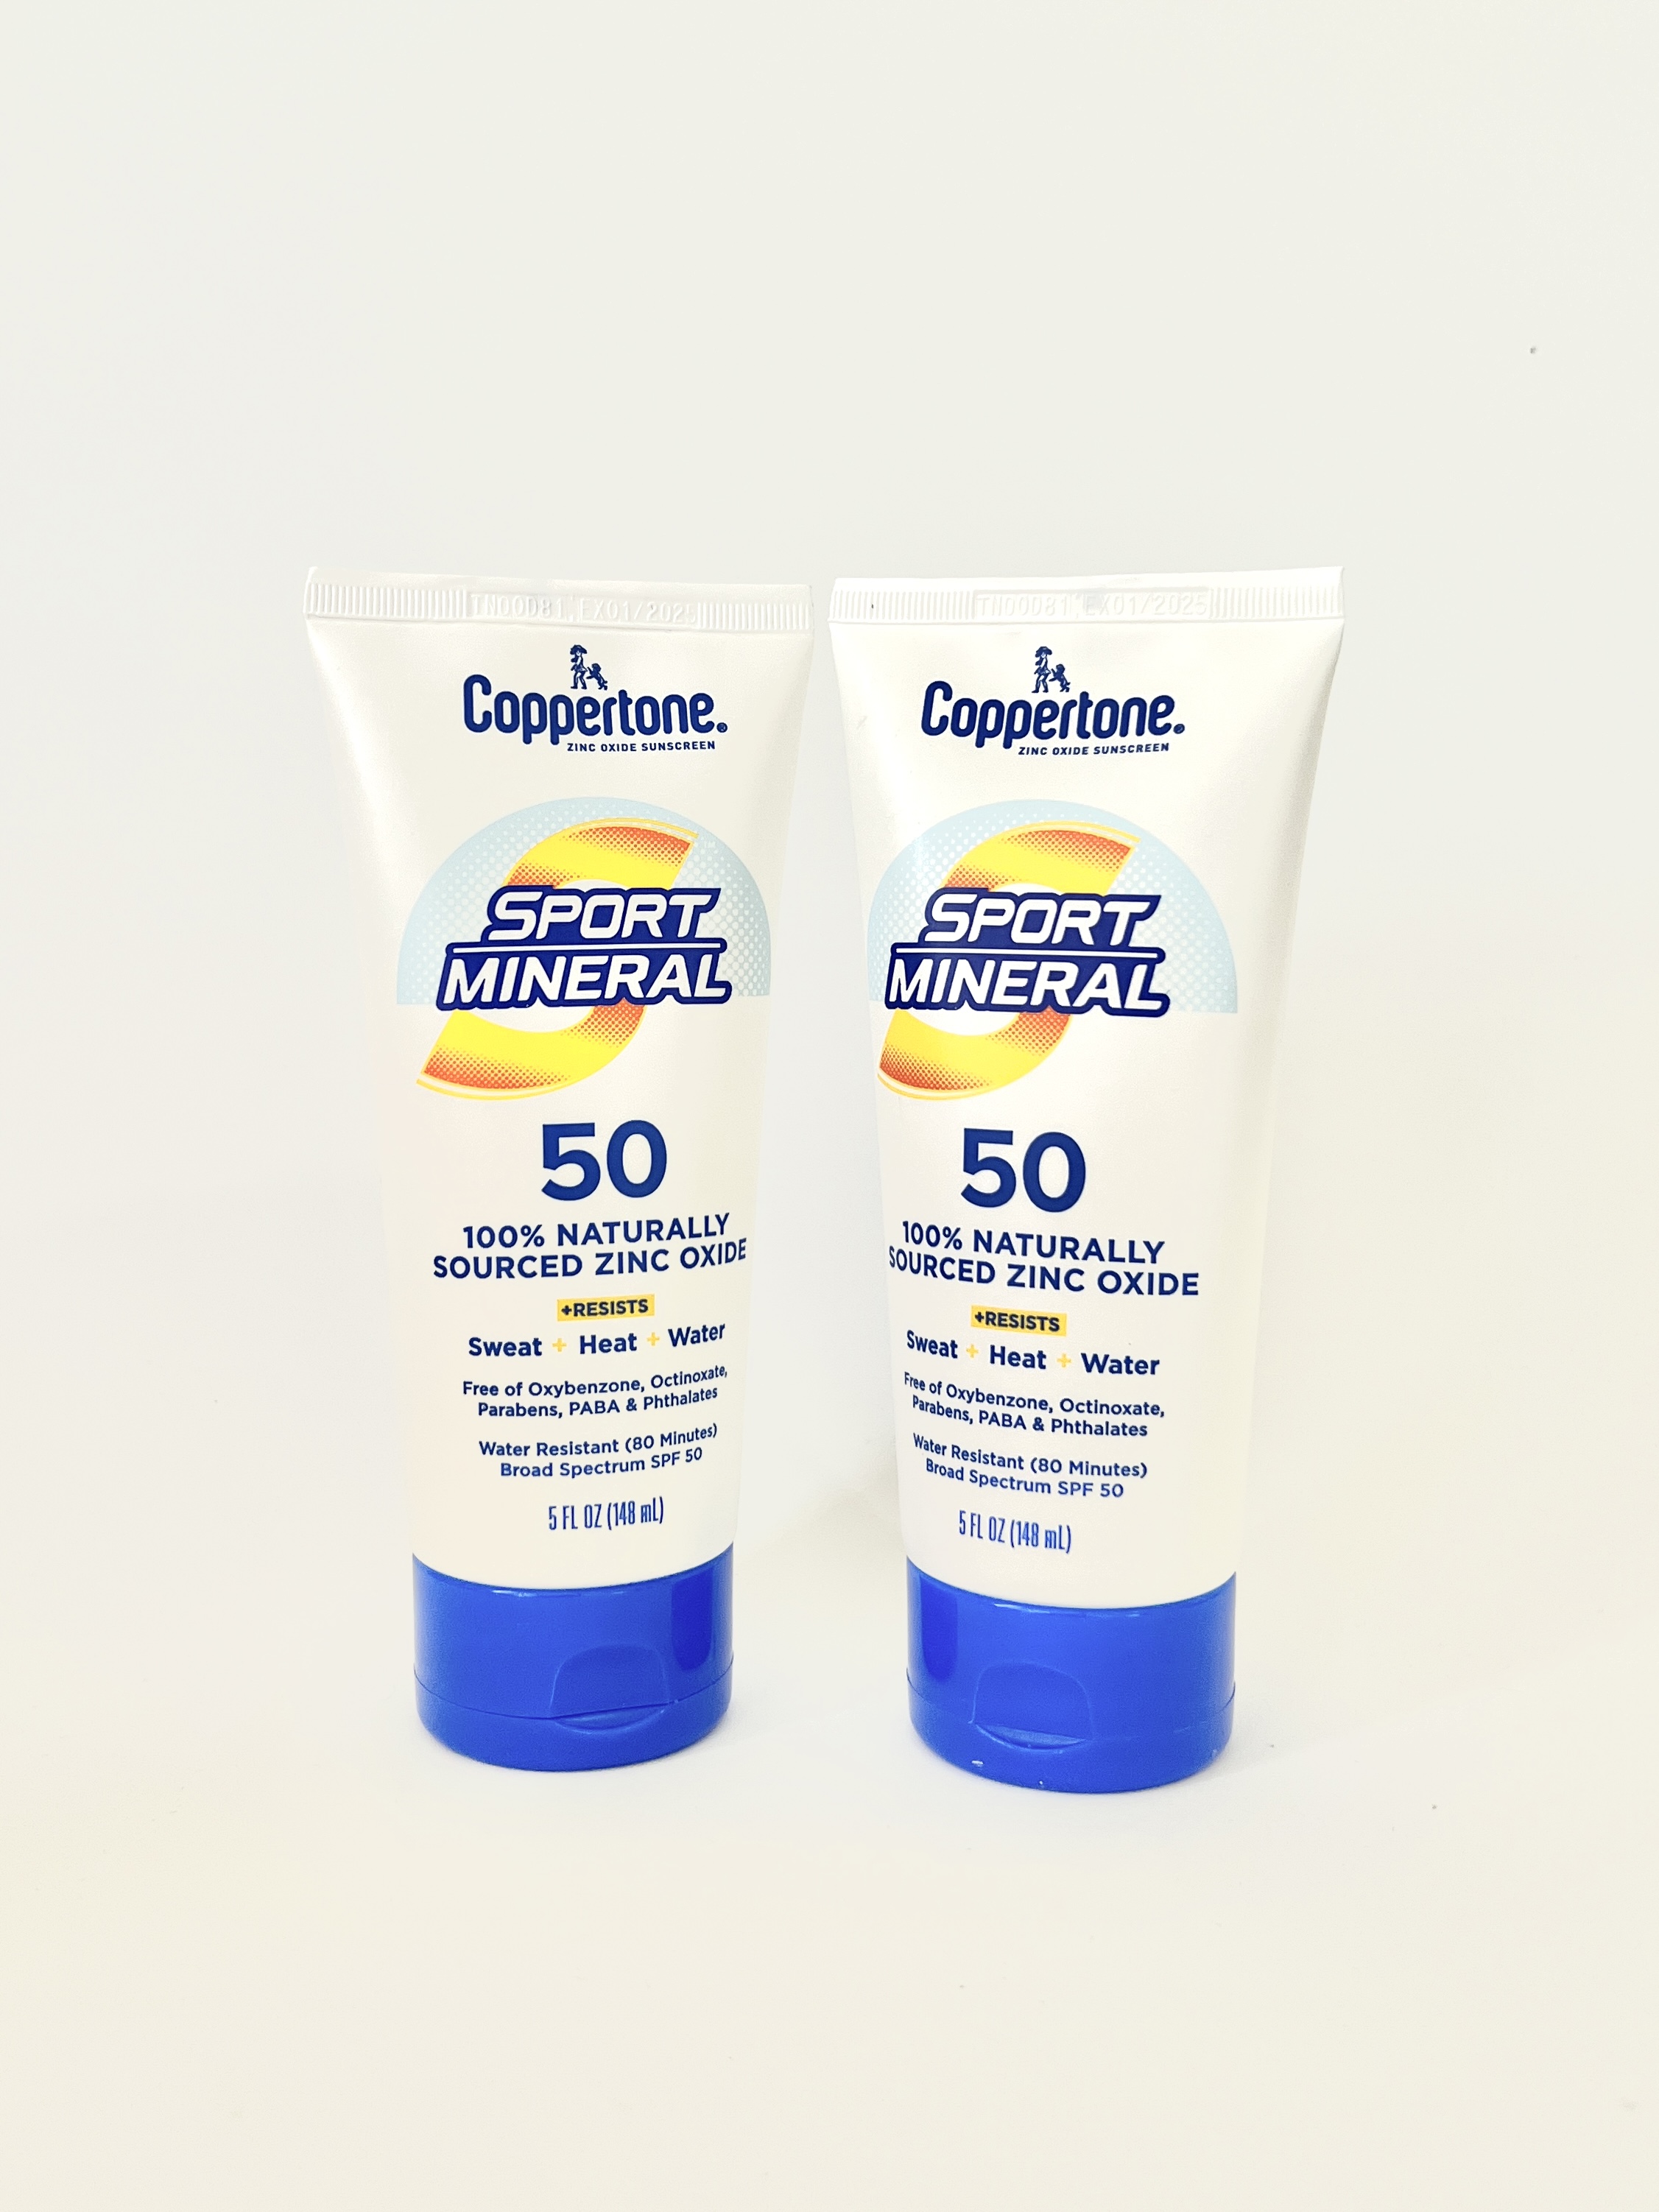 TN00D81 EX01/2025
Coppertone®
ZINC OXIDE SUNSCREEN
SPORT
MINERAL
50
100% NATURALLY
SOURCED ZINC OXIDE
+RESISTS
Sweat + Heat + Water
Free of Oxybenzone, Octinoxate,
Parabens, PABA & Phthalates
Water Resistant (80 Minutes)
Broad Spectrum SPF 50
5 FL OZ (148 mL)
TN00D81 EX01/2025
Coppertone®
ZINC OXIDE SUNSCREEN
SPORT
MINERAL
50
100% NATURALLY
SOURCED ZINC OXIDE
+RESISTS
Sweat + Heat + Water
Free of Oxybenzone, Octinoxate,
Parabens, PABA & Phthalates
Water Resistant (80 Minutes)
Broad Spectrum SPF 50
5 FL OZ (148 mL)